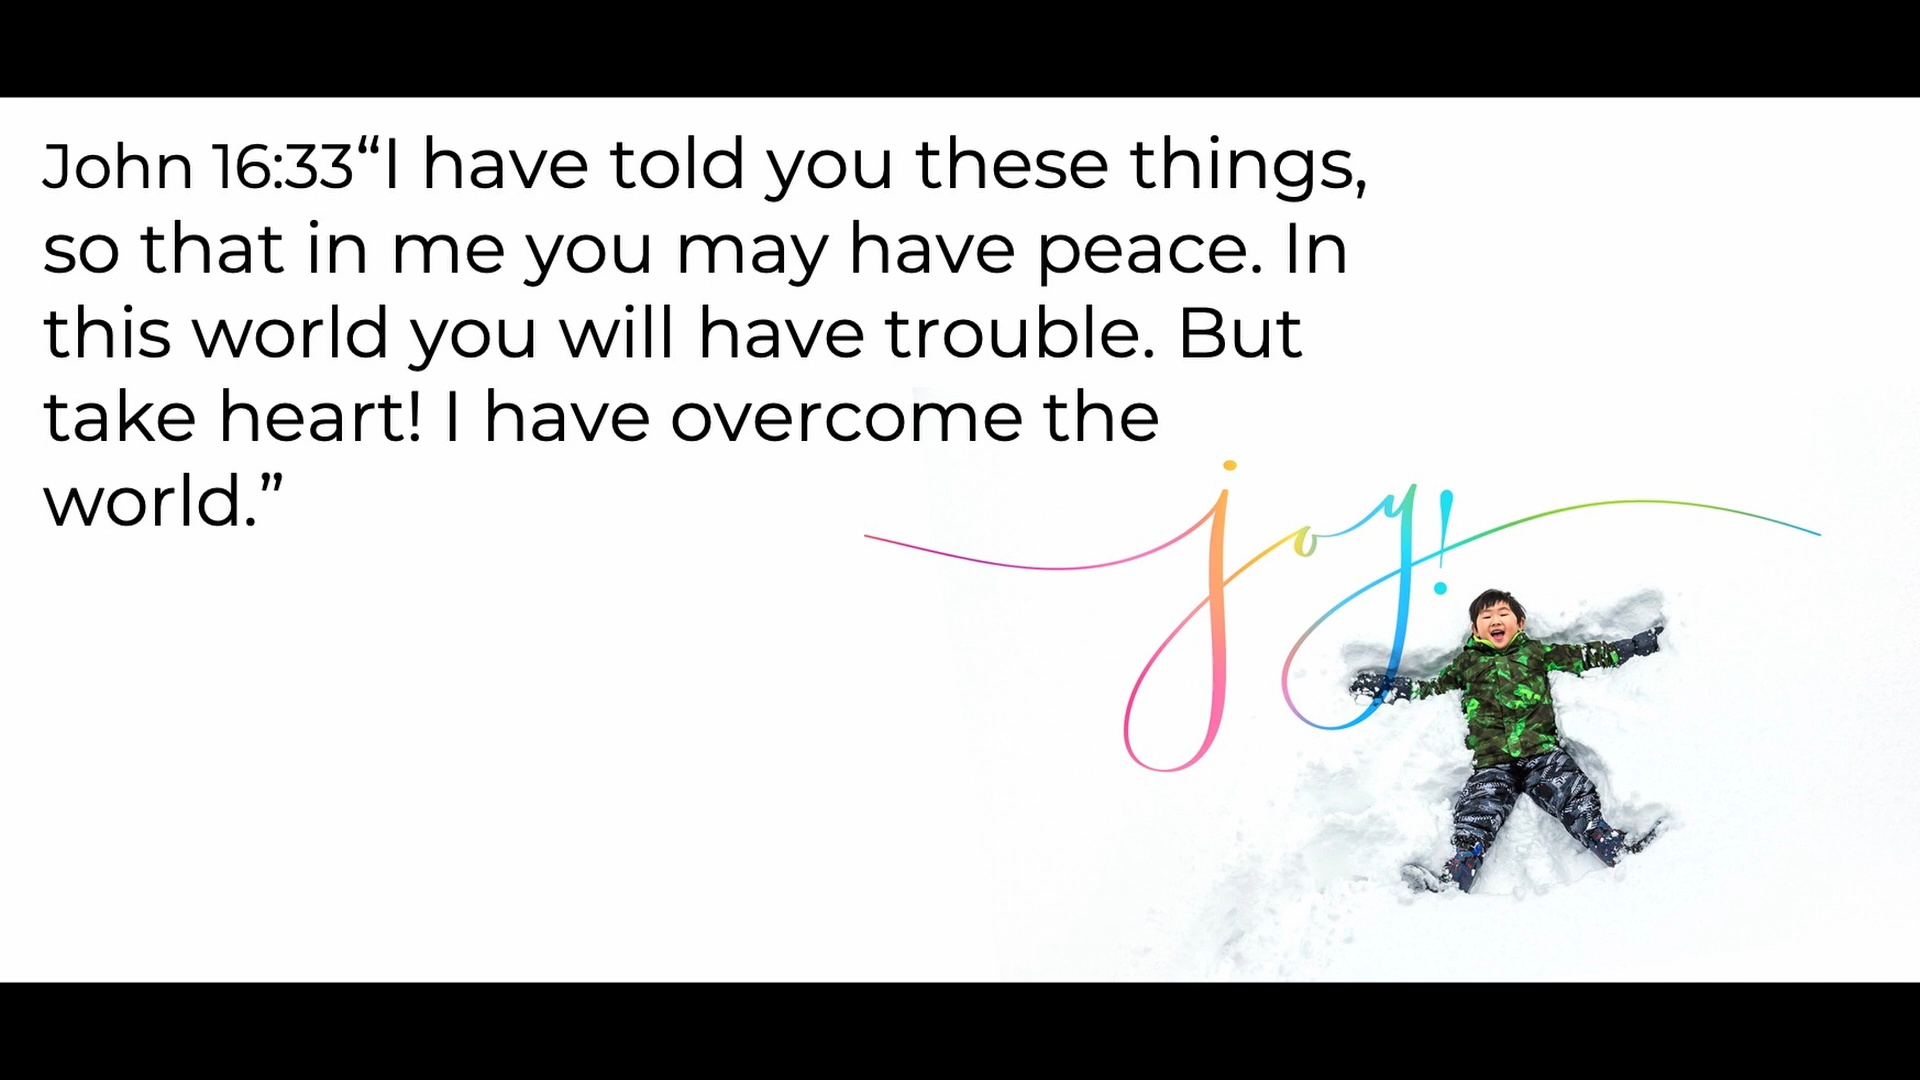 John 16:33“I have told you these things,
so that in me you may have peace. In
this world you will have trouble. But
take heart! I have overcome the
world.”
joy!